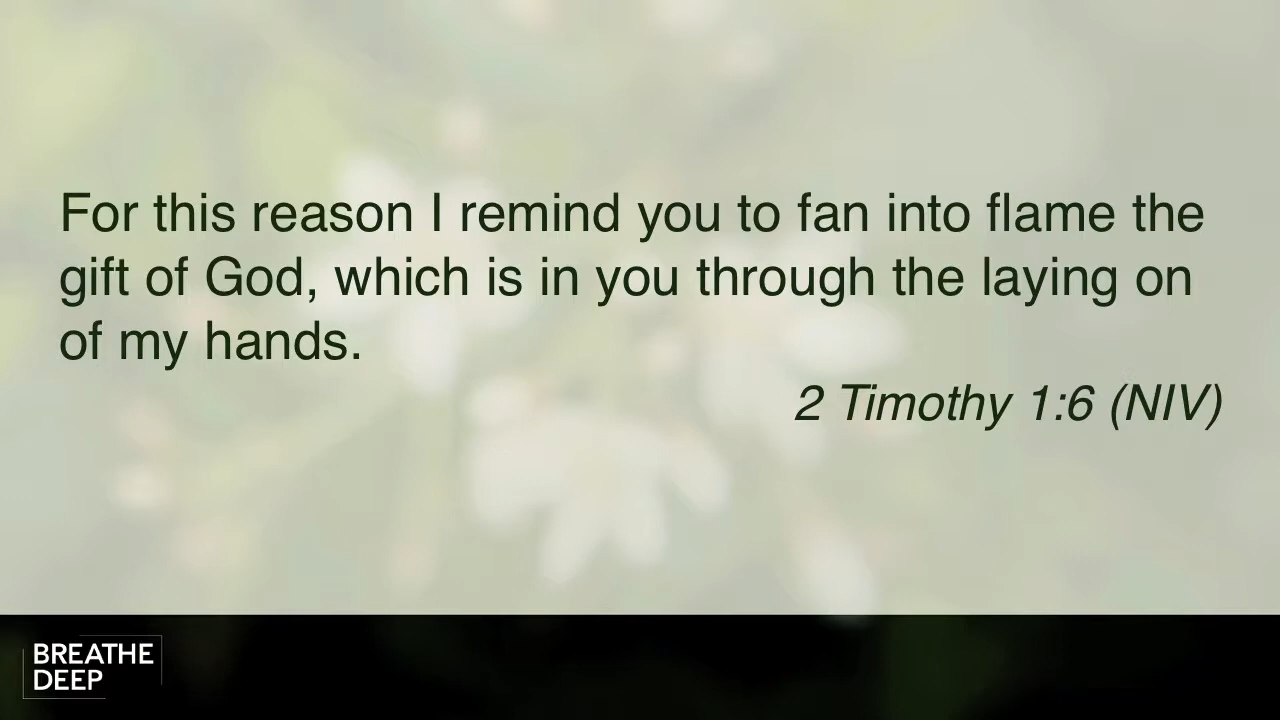 For this reason I remind you to fan into flame the
gift of God, which is in you through the laying on
of my hands.
2 Timothy 1:6 (NIV)
BREATHE
DEEP